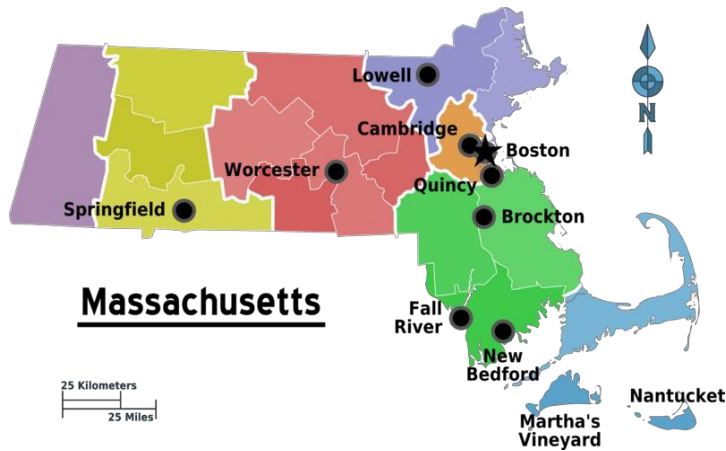 Lowell
Cambridge
N
Boston
Worcester
Quincy
Springfield
Brockton
Massachusetts
Fall
River
New
Bedford
25 Kilometers
25 Miles
Martha's
Vineyard
Nantucket